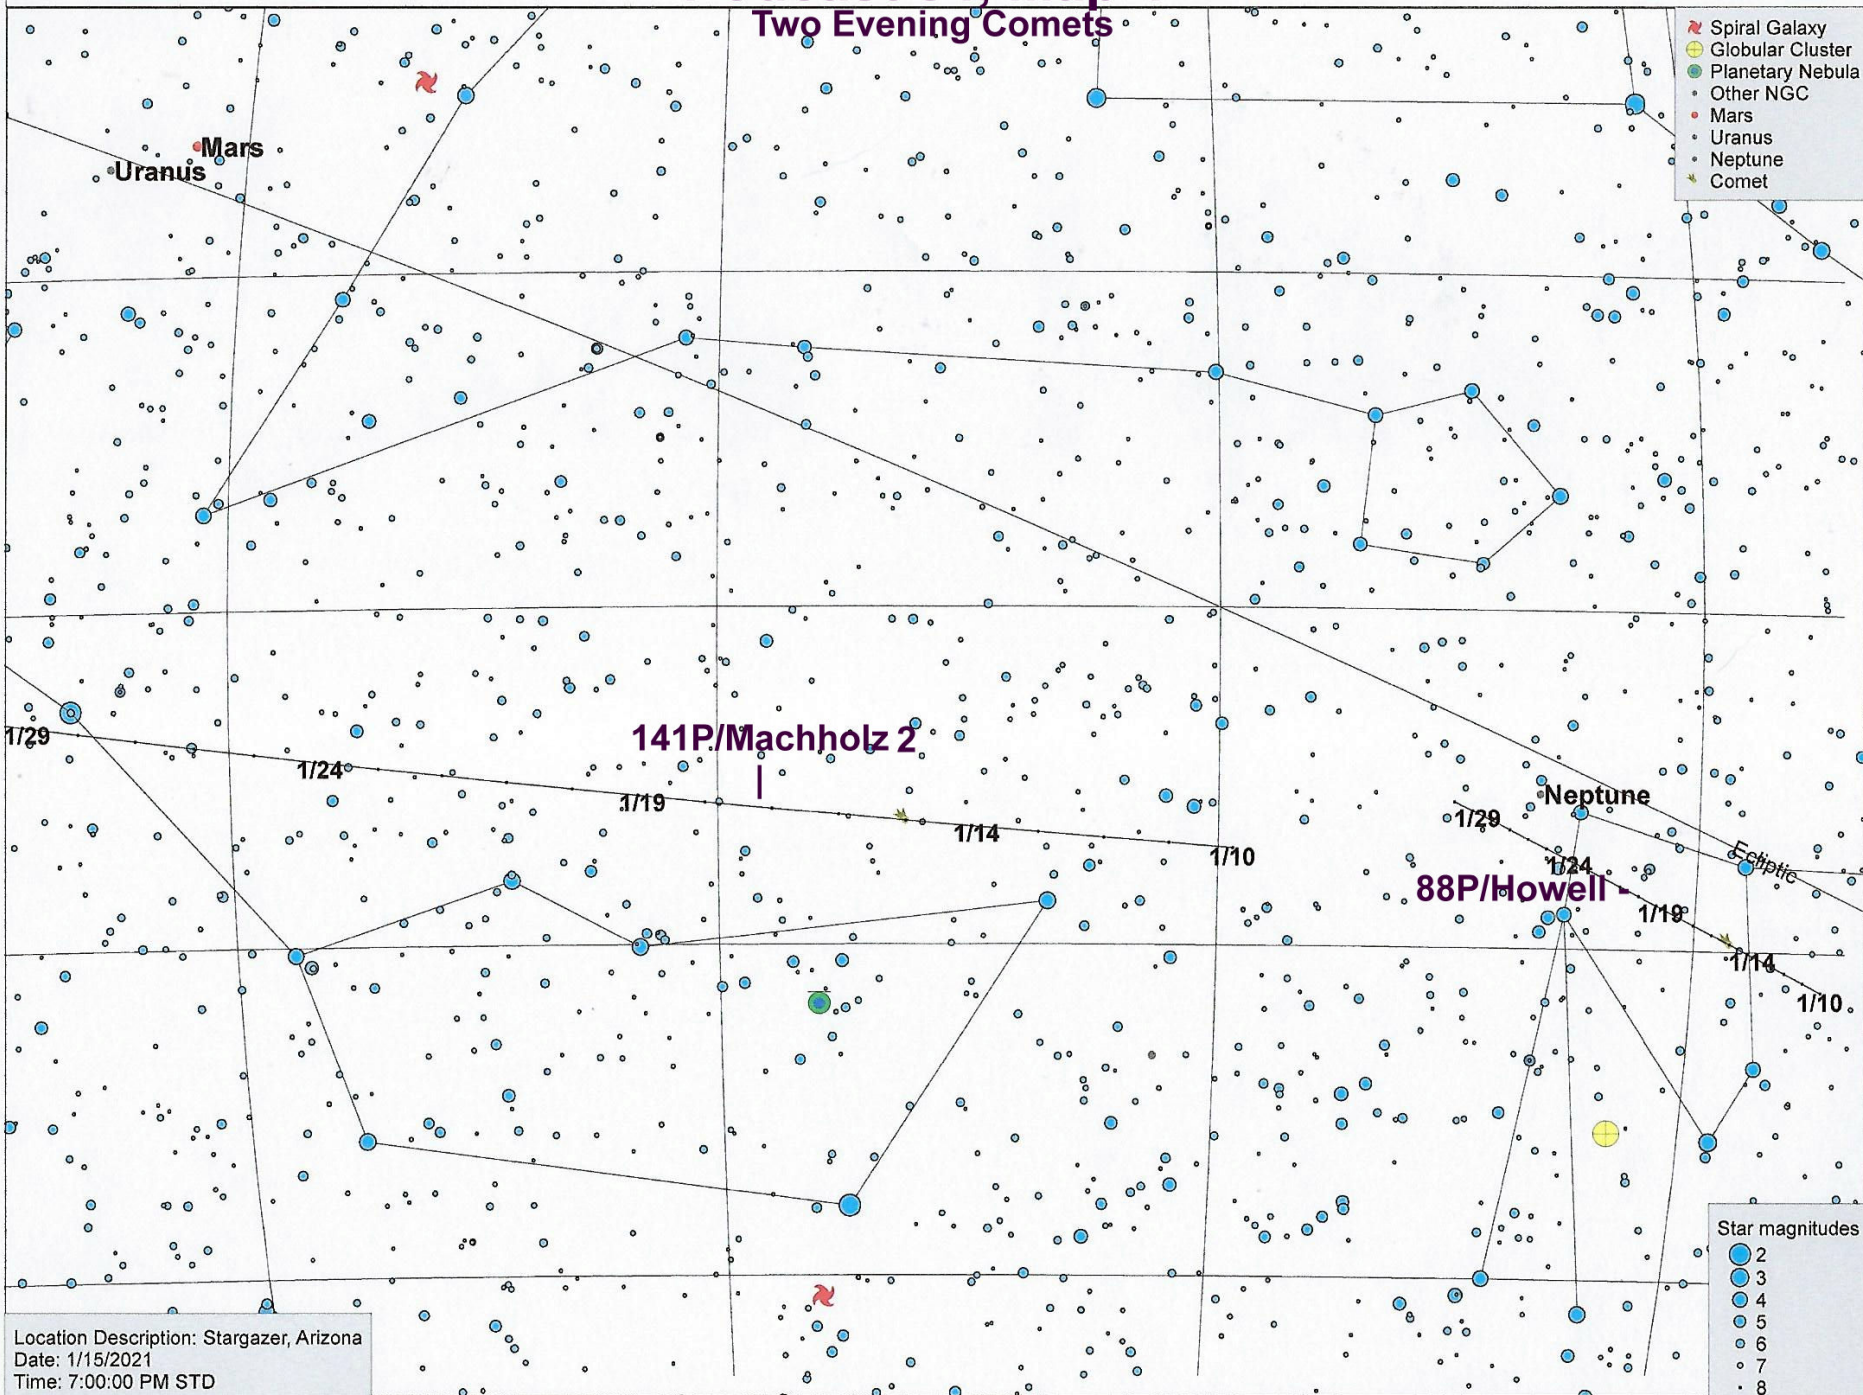 Two Evening Comets
Spiral Galaxy
Globular Cluster
Planetary Nebula
Other NGC
Mars
Uranus
Neptune
Comet
Mars
Uranus
141P/Machholz 2
1/29
1/24
1/19
1/14
1/10
Neptune
1/29
Ecliptic
1/24
88P/Howell -
1/19
1/14
1/10
Star magnitudes
2
3
4
5
6
7
8
Location Description: Stargazer, Arizona
Date: 1/15/2021
Time: 7:00:00 PM STD